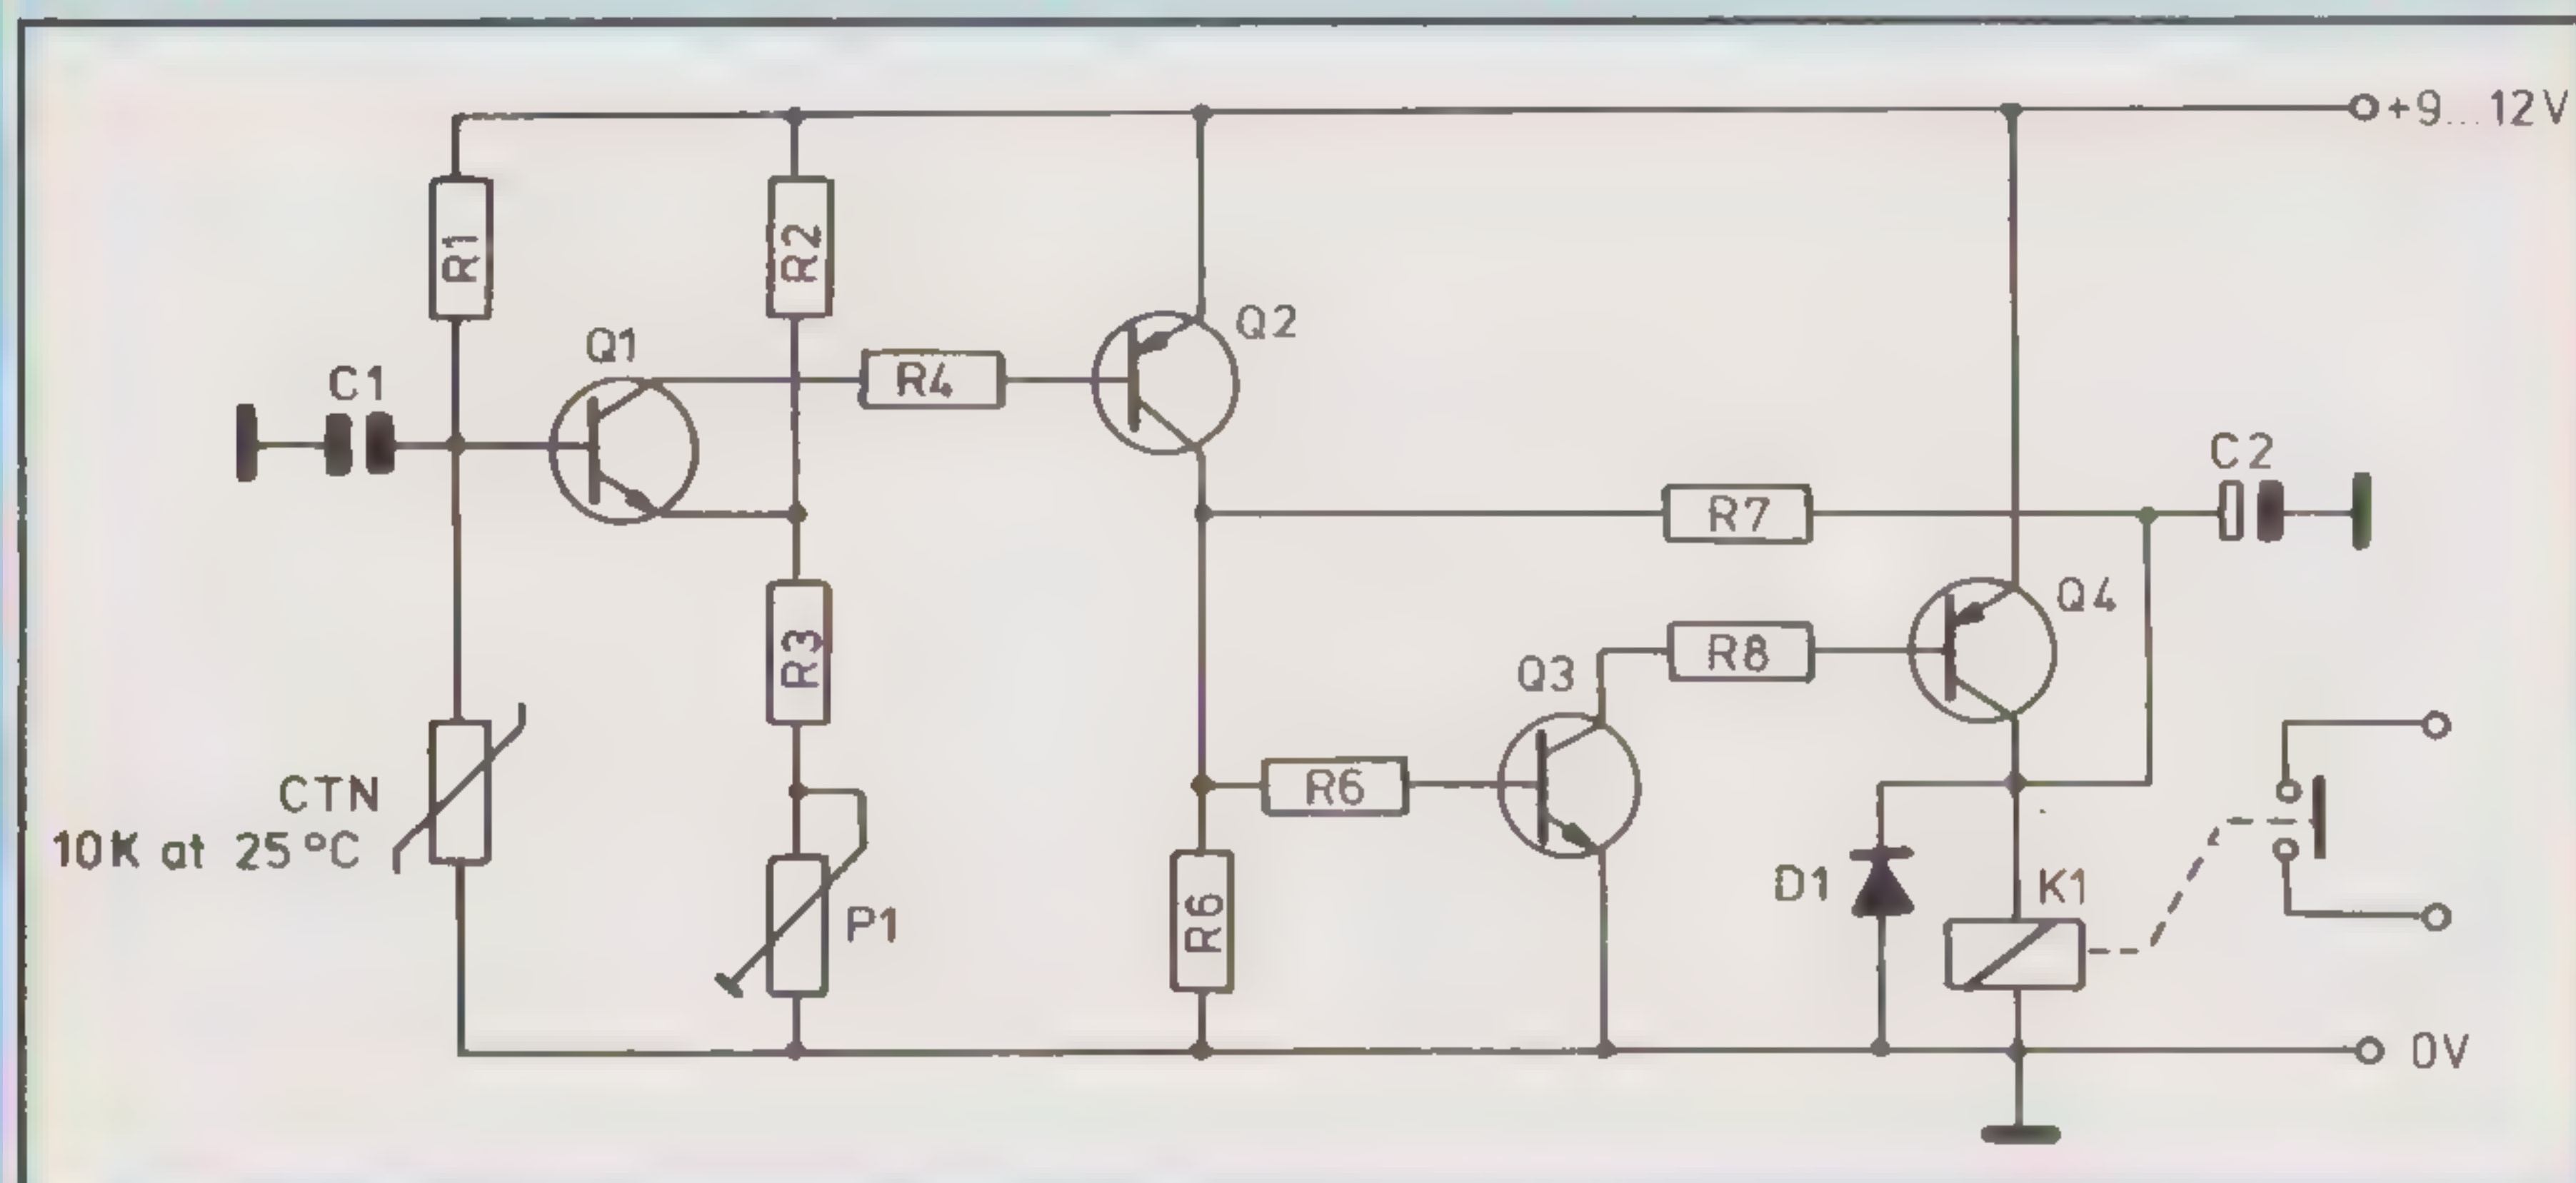 +9...12V
R1
R2
Q1
Q2
C1
R4
C2
R7
Q4
R3
R8
Q3
CTN
10K at 25°C
R6
D1
K1
P1
R6
0V